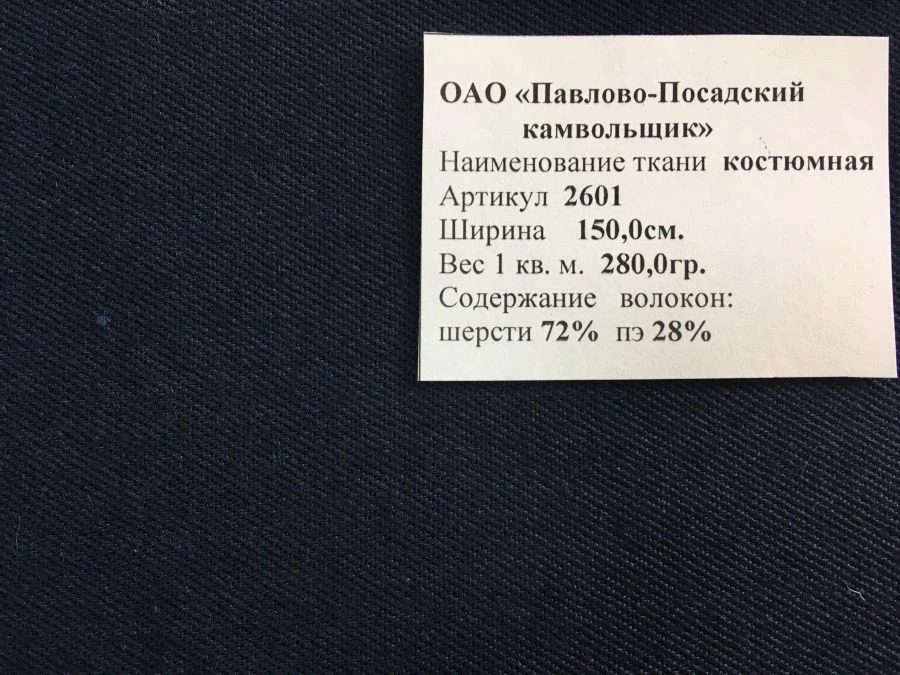 ОАО «Павлово-Посадский
камвольщик»
Наименование ткани костюмная
Артикул 2601
Ширина 150,0см.
Вес 1 кв. м. 280,0гр.
Содержание волокон:
шерсти 72% пэ 28%